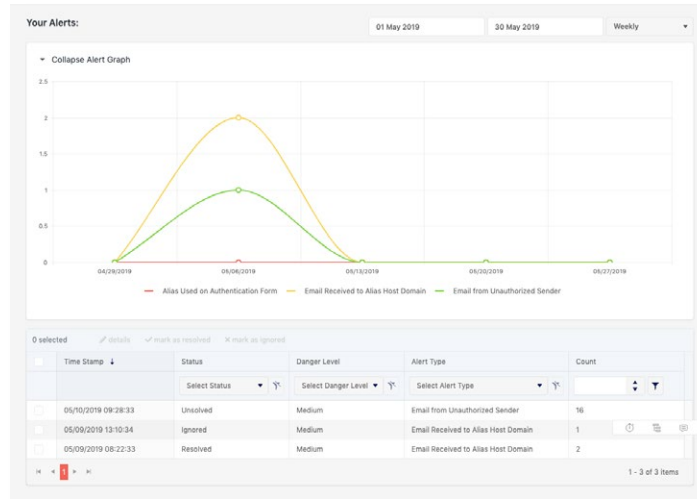 Your Alerts:
01 May 2019 30 May 2019 Weekly
Collapse Alert Graph
2.5
2
1.5
1
0.5
0
04/29/2019 05/06/2019 05/13/2019 05/20/2019 05/27/2019
Alias Used on Authentication Form Email Received to Alias Host Domain Email from Unauthorized Sender
0 selected details mark as resolved mark as ignored
Time Stamp Status Danger Level Alert Type Count
Select Status Select Danger Level Select Alert Type
05/10/2019 09:28:33 Unsolved Medium Email from Unauthorized Sender 16
05/09/2019 13:10:34 Ignored Medium Email Received to Alias Host Domain 1
05/09/2019 08:22:33 Resolved Medium Email Received to Alias Host Domain 2
1
1 - 3 of 3 items